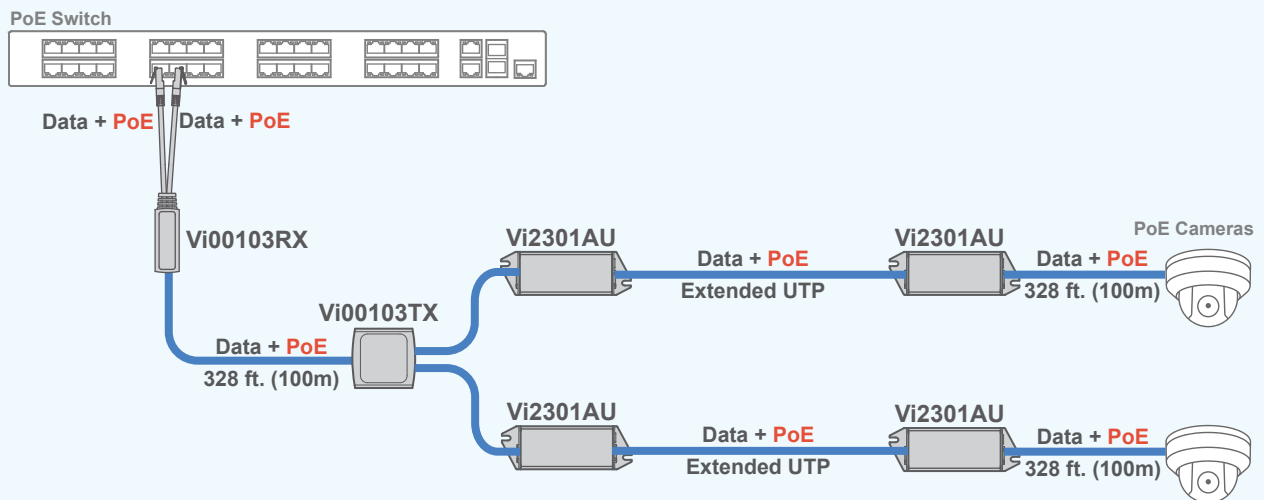 PoE Switch
Data + PoE
Data + PoE
Vi00103RX
Vi00103TX
Data + PoE
328 ft. (100m)
Vi2301AU
Data + PoE
Extended UTP
Vi2301AU
Data + PoE
328 ft. (100m)
PoE Cameras
Vi2301AU
Data + PoE
Extended UTP
Vi2301AU
Data + PoE
328 ft. (100m)